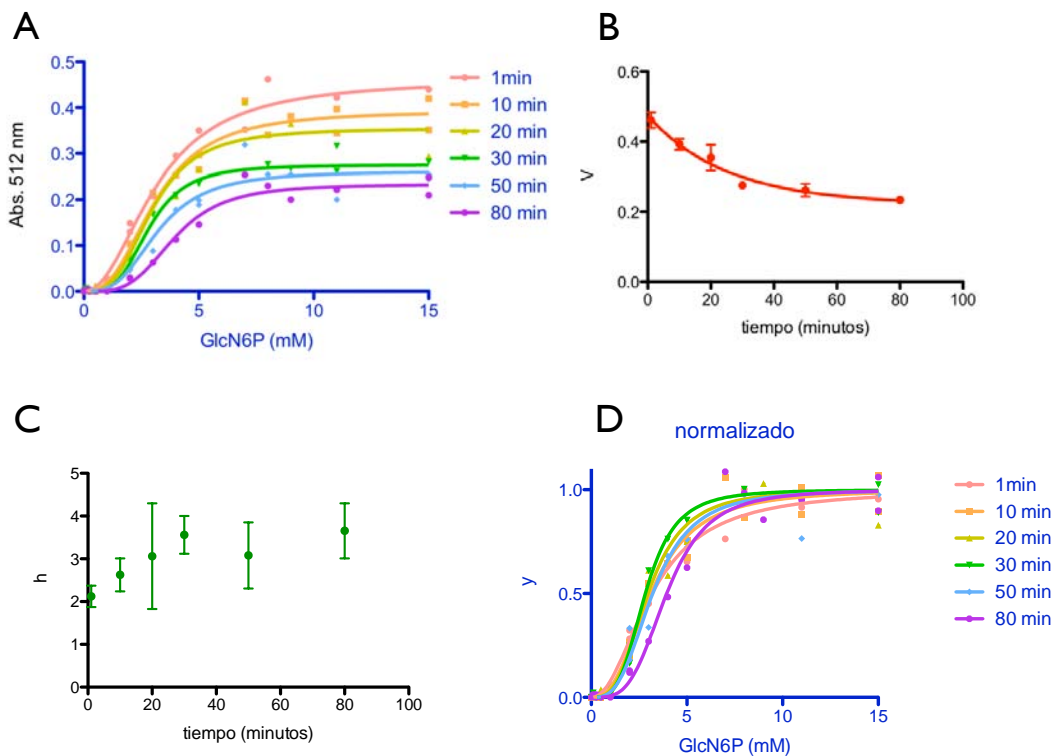 A
Abs. 512 nm
0.5
0.4
0.3
0.2
0.1
0.0
0
5
10
15
GlcN6P (mM)
1min
10 min
20 min
30 min
50 min
80 min
B
V
0.6
0.4
0.2
0.0
0
20
40
60
80
100
tiempo (minutos)
C
h
5
4
3
2
1
0
0
20
40
60
80
100
tiempo (minutos)
D
normalizado
y
1.0
0.5
0.0
0
5
10
15
GlcN6P (mM)
1min
10 min
20 min
30 min
50 min
80 min